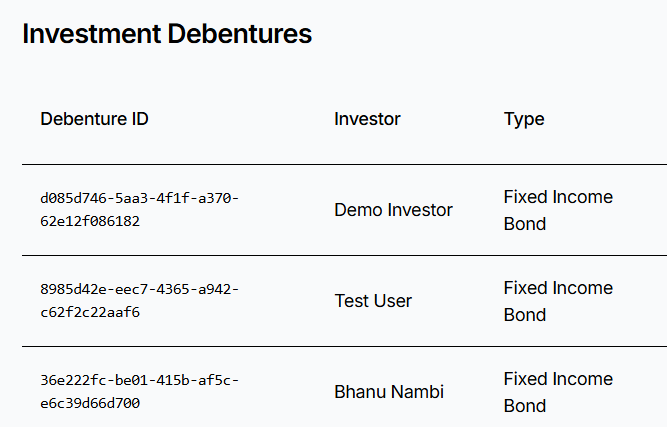 Investment Debentures
Debenture ID Investor Type
d085d746-5aa3-4f1f-a370-
62e12f086182
Demo Investor
Fixed Income
Bond
8985d42e-eec7-4365-a942-
c62f2c22aaf6
Test User
Fixed Income
Bond
36e222fc-be01-415b-af5c-
e6c39d66d700
Bhanu Nambi
Fixed Income
Bond